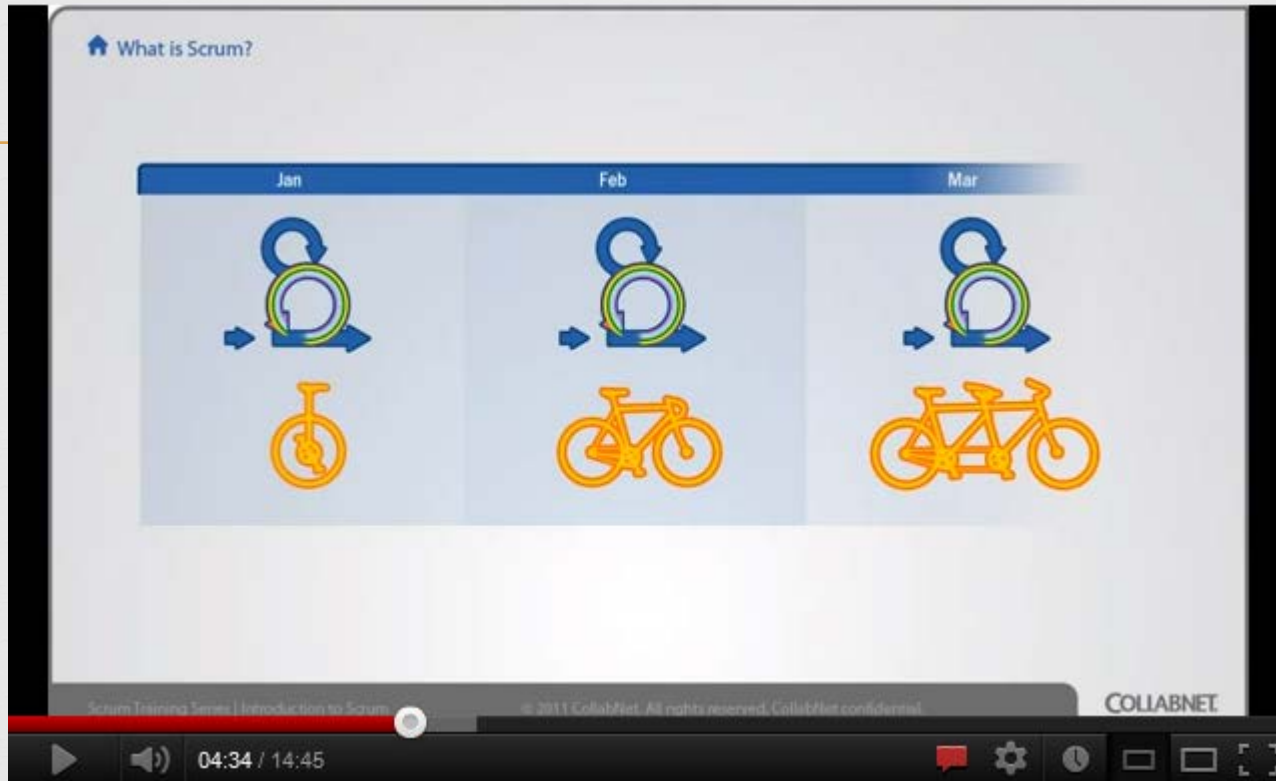 What is Scrum?
Jan Feb Mar
Scrum Training Series | Introduction to Scrum © 2011 CollabNet. All rights reserved. CollabNet confidential.
COLLABNET
04:34 / 14:45